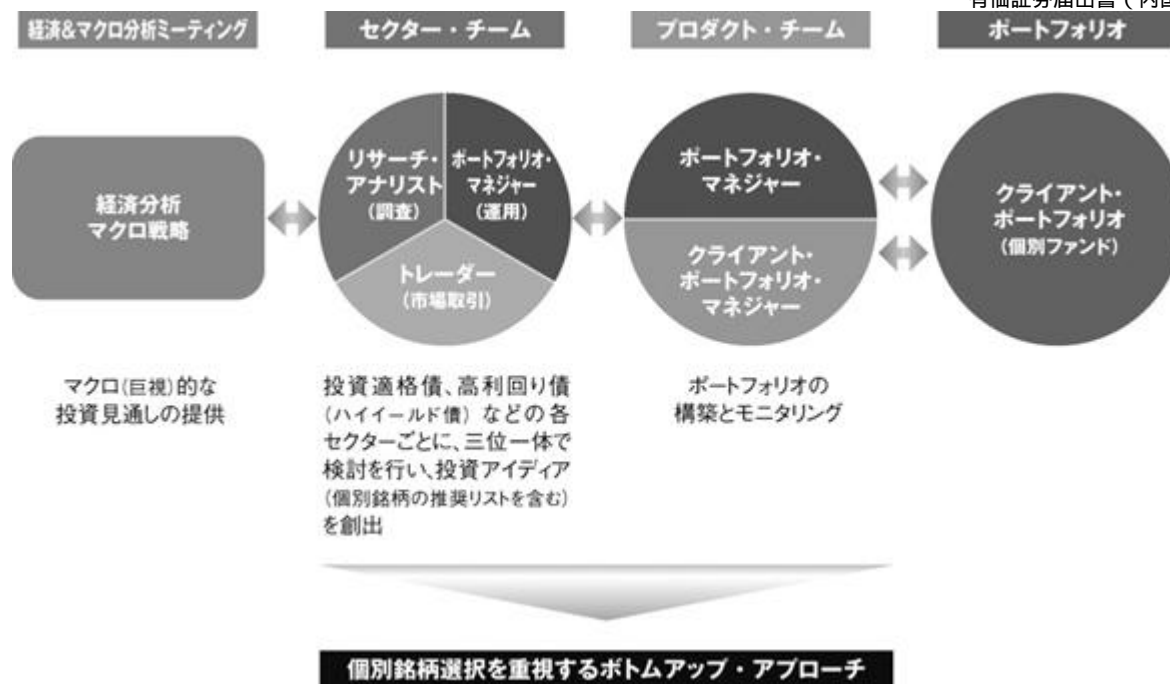 有価証券届出書(内国
経済&マクロ分析ミーティング
セクター・チーム
プロダクト・チーム
ポートフォリオ
経済分析
マクロ戦略
リサーチ・
アナリスト
(調査)
ポートフォリオ・
マネジャー
(運用)
トレーダー
(市場取引)
ポートフォリオ・
マネジャー
クライアント・
ポートフォリオ・
マネジャー
クライアント・
ポートフォリオ
(個別ファンド)
マクロ(巨視)的な
投資見通しの提供
投資適格債、高利回り債
(ハイイールド債)などの各
セクターごとに、三位一体で
検討を行い、投資アイディア
(個別銘柄の推奨リストを含む)
を創出
ポートフォリオの
構築とモニタリング
個別銘柄選択を重視するボトムアップ・アプローチ